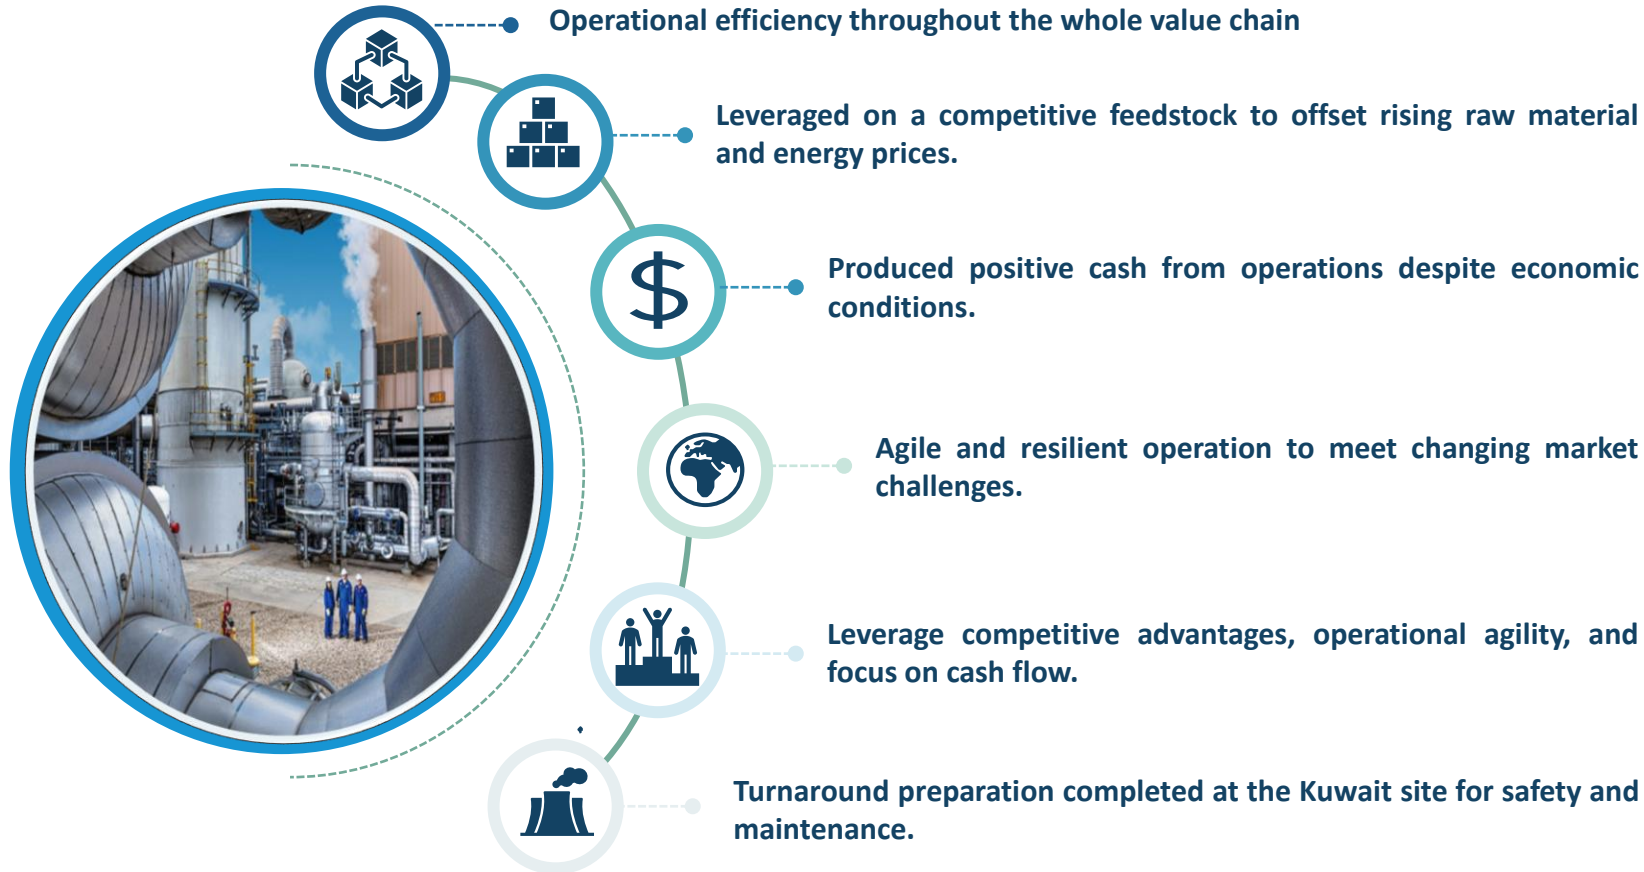 Operational efficiency throughout the whole value chain
Leveraged on a competitive feedstock to offset rising raw material
and energy prices.
Produced positive cash from operations despite economic
conditions.
Agile and resilient operation to meet changing market
challenges.
Leverage competitive advantages, operational agility, and
focus on cash flow.
Turnaround preparation completed at the Kuwait site for safety and
maintenance.